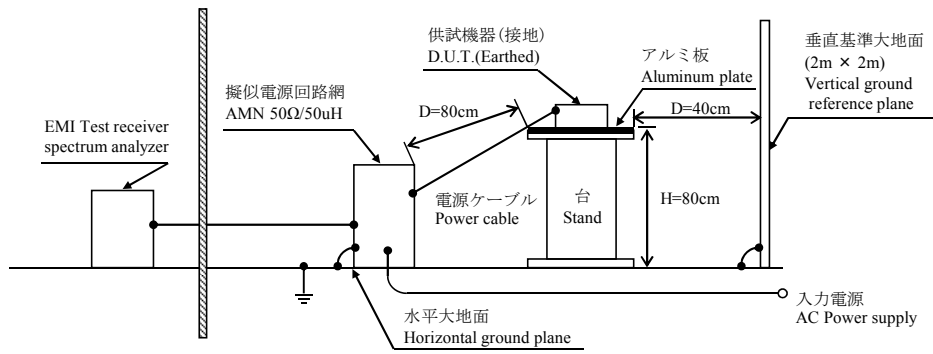 供試機器(接地)
D.U.T.(Earthed)
アルミ板
Aluminum plate
垂直基準大地面
(2m × 2m)
Vertical ground
reference plane
擬似電源回路網
AMN 50Ω/50uH
D=80cm
D=40cm
EMI Test receiver
spectrum analyzer
電源ケーブル
Power cable
台
Stand
H=80cm
水平大地面
Horizontal ground plane
入力電源
AC Power supply